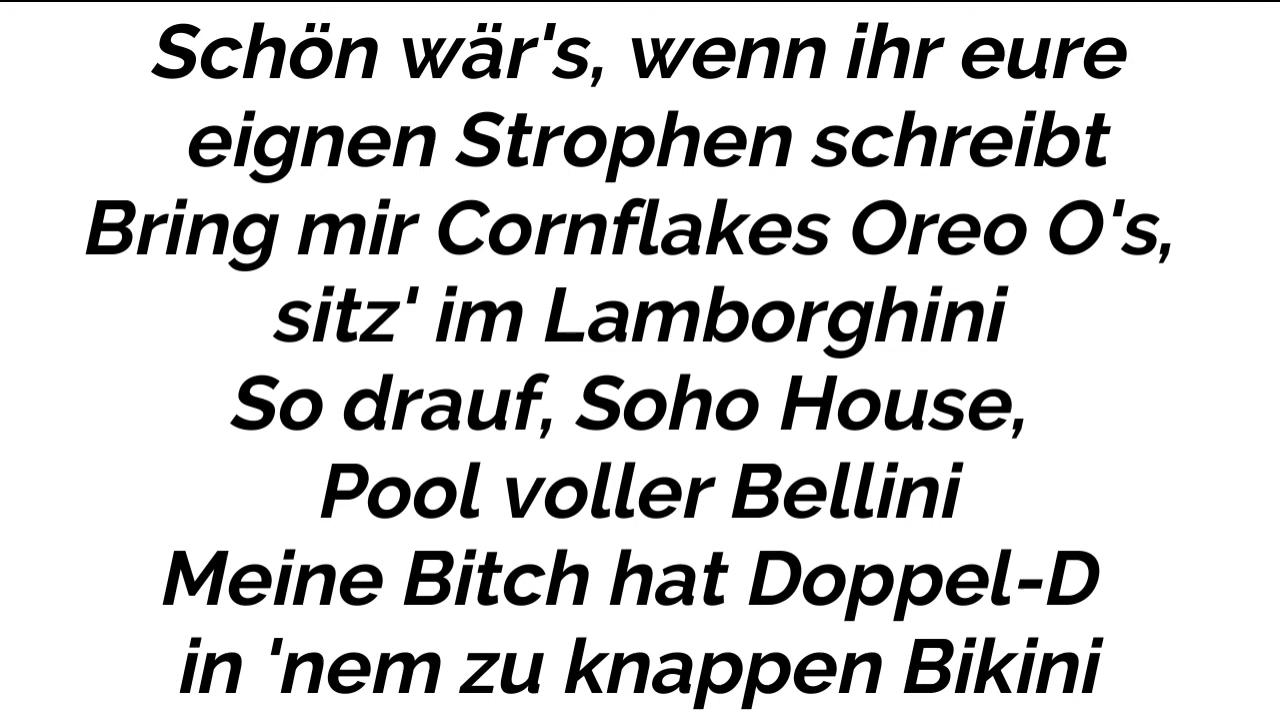 Schön wär's, wenn ihr eure
eignen Strophen schreibt
Bring mir Cornflakes Oreo O's,
sitz' im Lamborghini
So drauf, Soho House,
Pool voller Bellini
Meine Bitch hat Doppel-D
in 'nem zu knappen Bikini